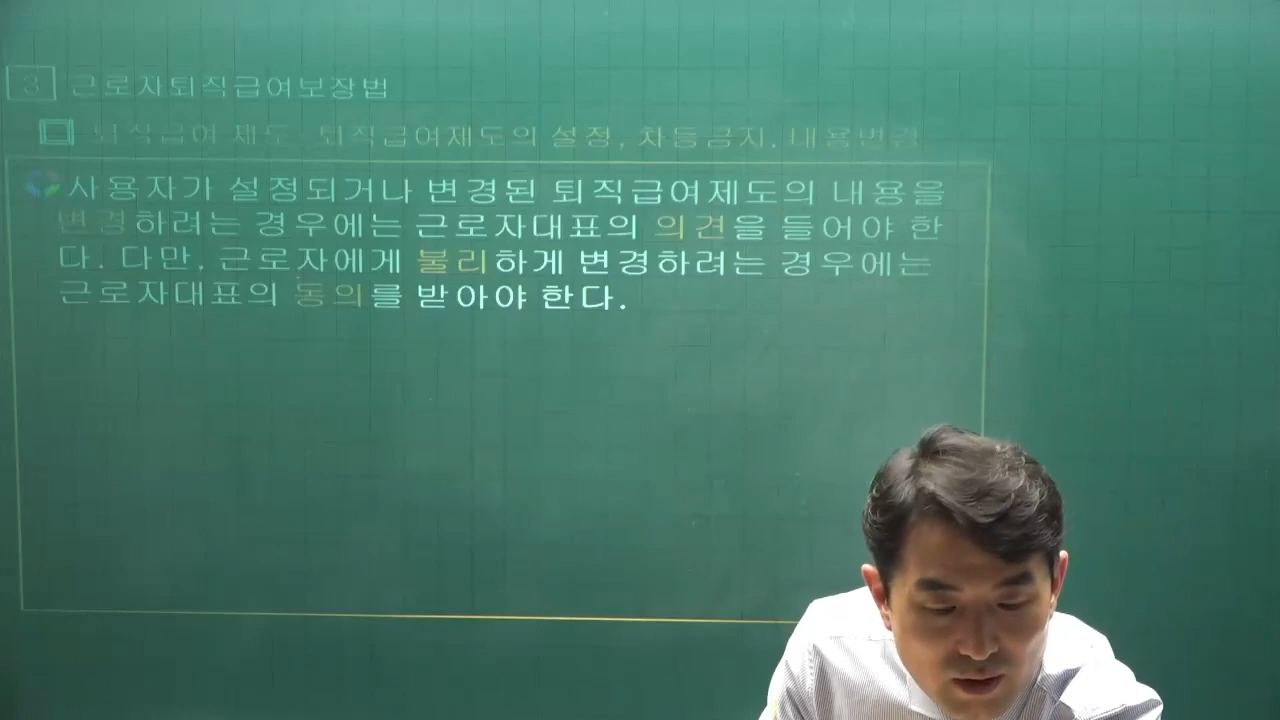 3 근로자퇴직급여보장법
퇴직급여 제도, 퇴직급여제도의 설정, 차등금지, 내용변경
사용자가 설정되거나 변경된 퇴직급여제도의 내용을
변경하려는 경우에는 근로자대표의 의견을 들어야 한
다. 다만, 근로자에게 불리하게 변경하려는 경우에는
근로자대표의 동의를 받아야 한다.